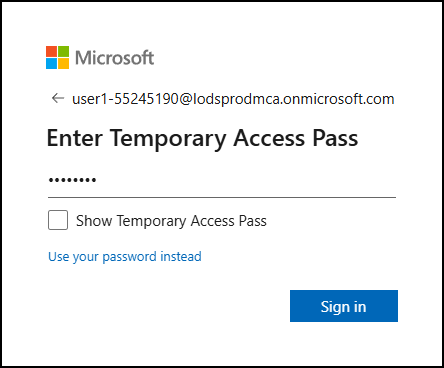 Microsoft
← user1-55245190@lodsprodmca.onmicrosoft.com
Enter Temporary Access Pass
••••••••
Show Temporary Access Pass
Use your password instead
Sign in